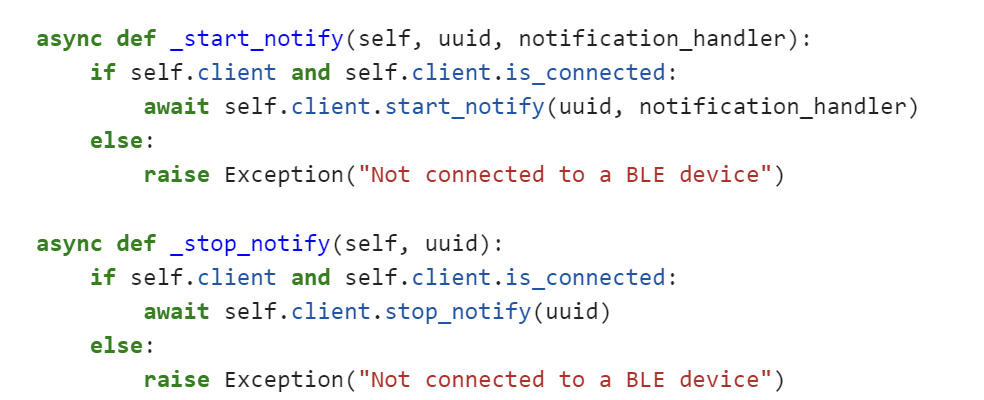 async def _start_notify(self, uuid, notification_handler):
    if self.client and self.client.is_connected:
        await self.client.start_notify(uuid, notification_handler)
    else:
        raise Exception("Not connected to a BLE device")

async def _stop_notify(self, uuid):
    if self.client and self.client.is_connected:
        await self.client.stop_notify(uuid)
    else:
        raise Exception("Not connected to a BLE device")